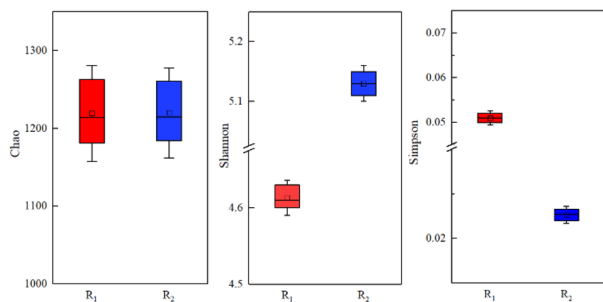 Chao
1300
1200
1100
1000
R₁
R₂
Shannon
5.2
5.1
4.6
4.5
R₁
R₂
Simpson
0.07
0.06
0.05
0.02
R₁
R₂